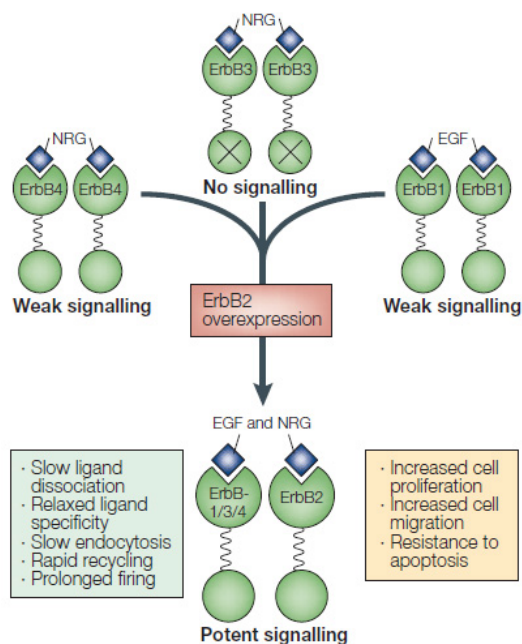 NRG
ErbB3 ErbB3
No signalling
NRG
ErbB4 ErbB4
Weak signalling
EGF
ErbB1 ErbB1
Weak signalling
ErbB2
overexpression
EGF and NRG
ErbB-
1/3/4
ErbB2
Potent signalling
· Slow ligand
dissociation
· Relaxed ligand
specificity
· Slow endocytosis
· Rapid recycling
· Prolonged firing
· Increased cell
proliferation
· Increased cell
migration
· Resistance to
apoptosis